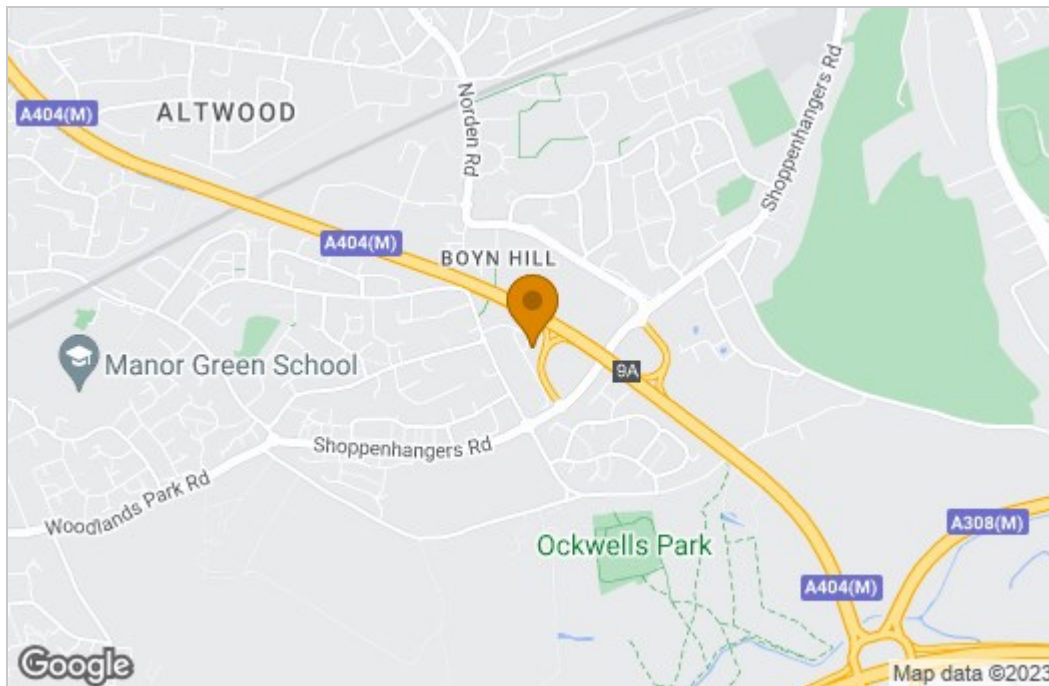 A404(M)
ALTWOOD
Norden Rd
Shoppenhangers Rd
A404(M)
BOYN HILL
Manor Green School
9A
Shoppenhangers Rd
Woodlands Park Rd
Ockwells Park
A308(M)
A404(M)
Google
Map data ©2023